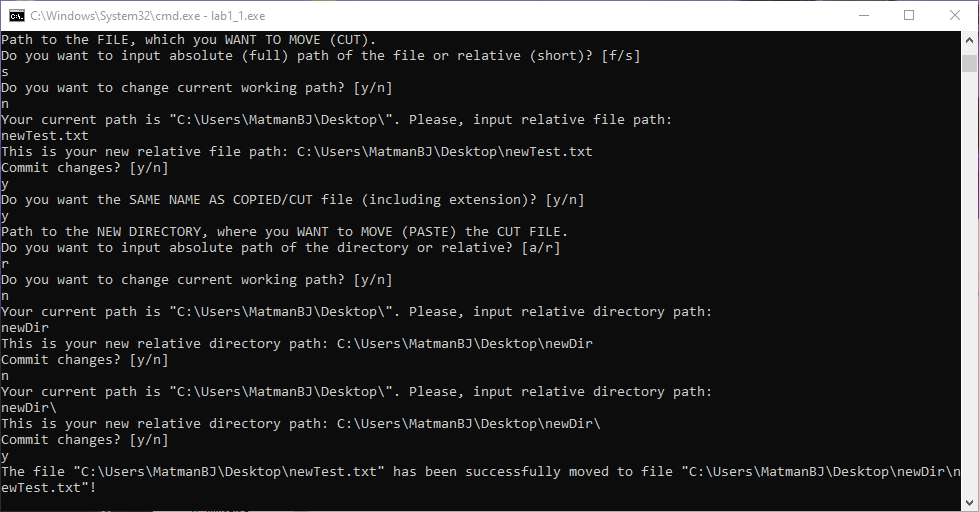 C:\Windows\System32\cmd.exe - lab1_1.exe
Path to the FILE, which you WANT TO MOVE (CUT).
Do you want to input absolute (full) path of the file or relative (short)? [f/s]
s
Do you want to change current working path? [y/n]
n
Your current path is "C:\Users\MatmanBJ\Desktop\". Please, input relative file path:
newTest.txt
This is your new relative file path: C:\Users\MatmanBJ\Desktop\newTest.txt
Commit changes? [y/n]
y
Do you want the SAME NAME AS COPIED/CUT file (including extension)? [y/n]
y
Path to the NEW DIRECTORY, where you WANT to MOVE (PASTE) the CUT FILE.
Do you want to input absolute path of the directory or relative? [a/r]
r
Do you want to change current working path? [y/n]
n
Your current path is "C:\Users\MatmanBJ\Desktop\". Please, input relative directory path:
newDir
This is your new relative directory path: C:\Users\MatmanBJ\Desktop\newDir
Commit changes? [y/n]
n
Your current path is "C:\Users\MatmanBJ\Desktop\". Please, input relative directory path:
newDir\
This is your new relative directory path: C:\Users\MatmanBJ\Desktop\newDir\
Commit changes? [y/n]
y
The file "C:\Users\MatmanBJ\Desktop\newTest.txt" has been successfully moved to file "C:\Users\MatmanBJ\Desktop\newDir\n
ewTest.txt"!